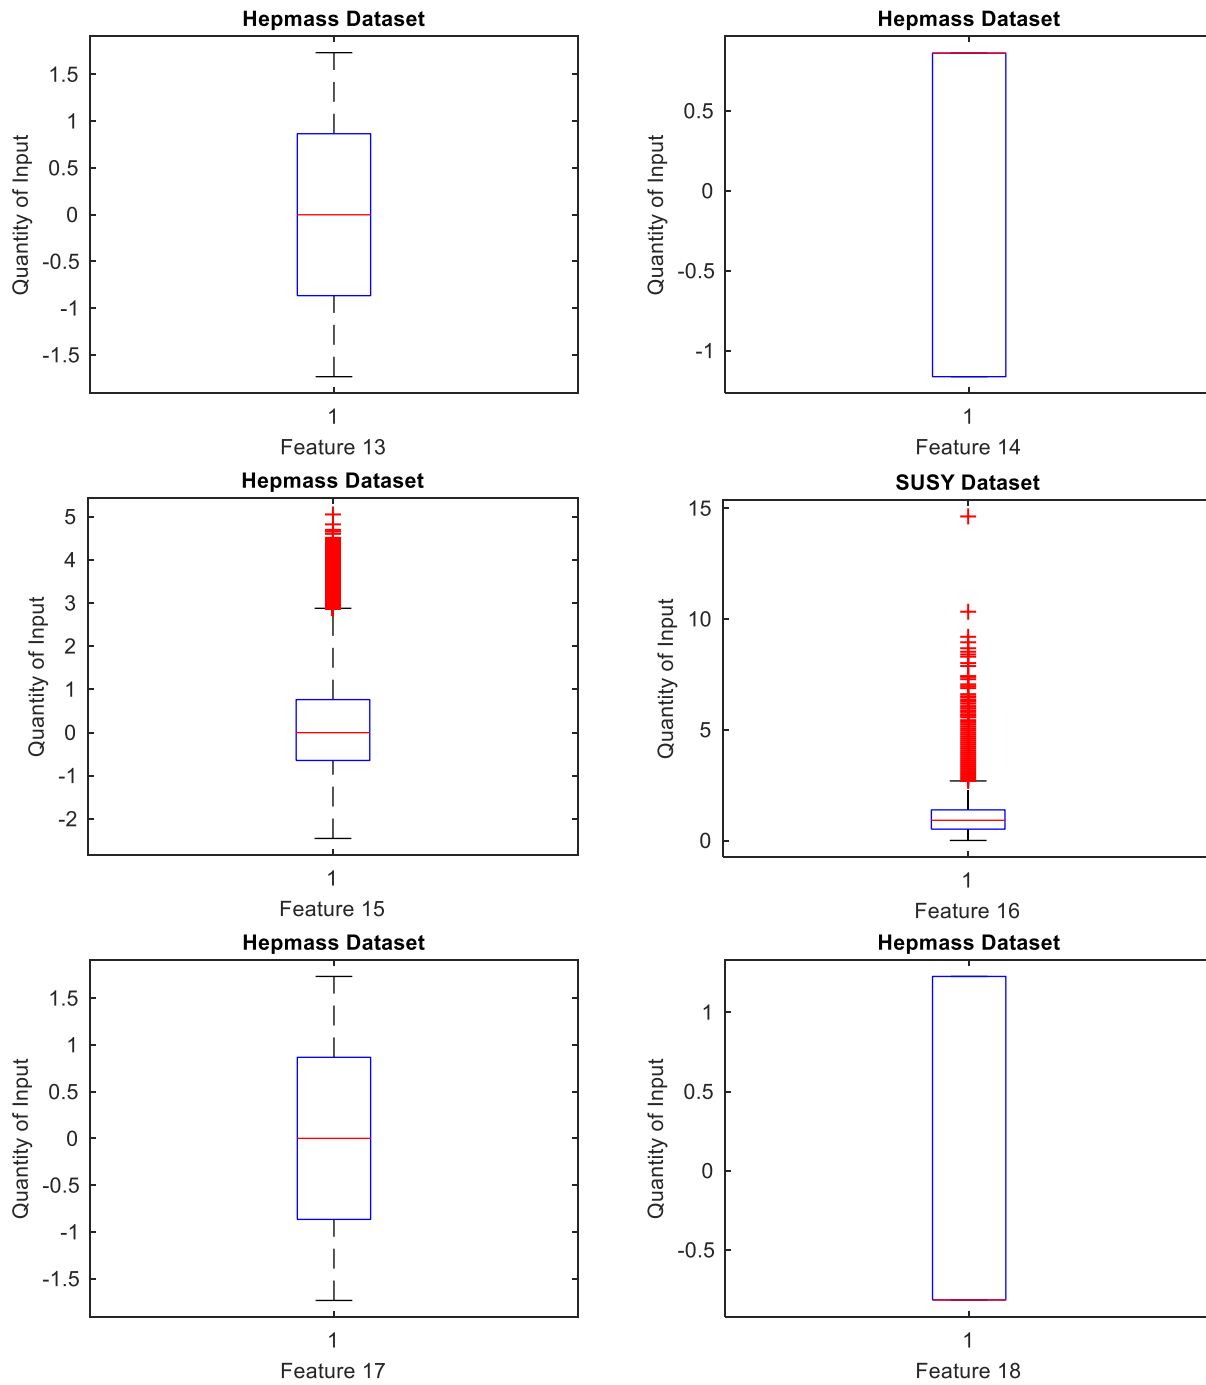 Hepmass Dataset
Quantity of Input
1.5
1
0.5
0
-0.5
-1
-1.5
1
Feature 13
Hepmass Dataset
Quantity of Input
0.5
0
-0.5
-1
1
Feature 14
Hepmass Dataset
Quantity of Input
5
4
3
2
1
0
-1
-2
1
Feature 15
SUSY Dataset
Quantity of Input
15
10
5
0
1
Feature 16
Hepmass Dataset
Quantity of Input
1.5
1
0.5
0
-0.5
-1
-1.5
1
Feature 17
Hepmass Dataset
Quantity of Input
1
0.5
0
-0.5
1
Feature 18